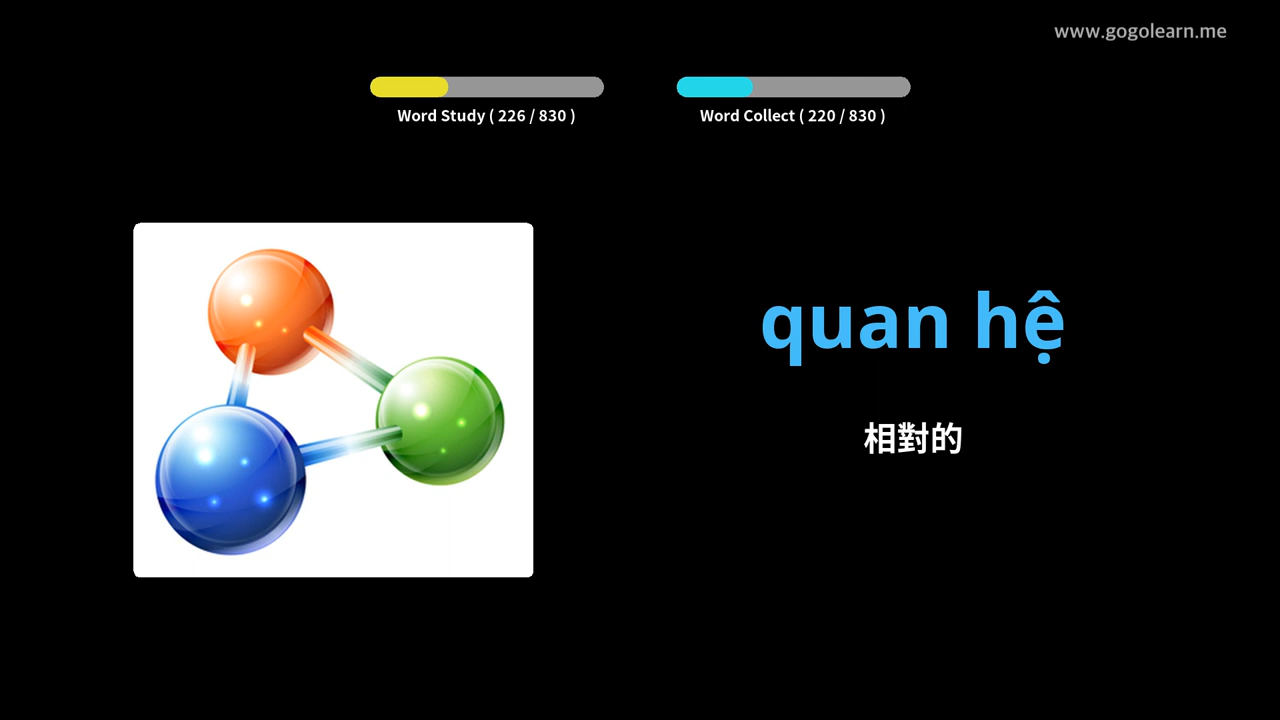 www.gogolearn.me
Word Study ( 226 / 830 )
Word Collect ( 220 / 830 )
quan hệ
相對的